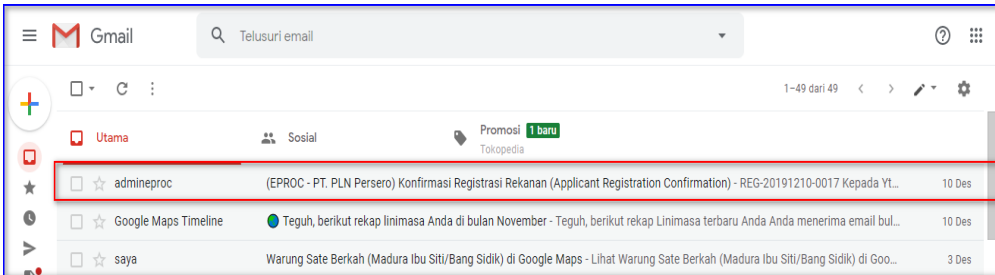 Gmail
Telusuri email
1–49 dari 49
Utama
Sosial
Promosi 1 baru
Tokopedia
admineproc (EPROC - PT. PLN Persero) Konfirmasi Registrasi Rekanan (Applicant Registration Confirmation) - REG-20191210-0017 Kepada Yt... 10 Des
Google Maps Timeline Teguh, berikut rekap linimasa Anda di bulan November - Teguh, berikut rekap Linimasa terbaru Anda Anda menerima email bul... 10 Des
saya Warung Sate Berkah (Madura Ibu Siti/Bang Sidik) di Google Maps - Lihat Warung Sate Berkah (Madura Ibu Siti/Bang Sidik) di Goo... 3 Des